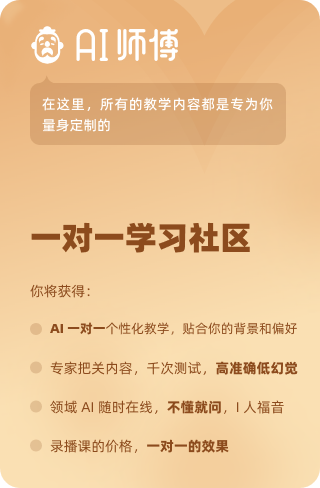 AI 师傅
在这里，所有的教学内容都是专为你
量身定制的
一对一学习社区
你将获得：
AI 一对一个性化教学，贴合你的背景和偏好
专家把关内容，千次测试，高准确低幻觉
领域 AI 随时在线，不懂就问，I 人福音
录播课的价格，一对一的效果